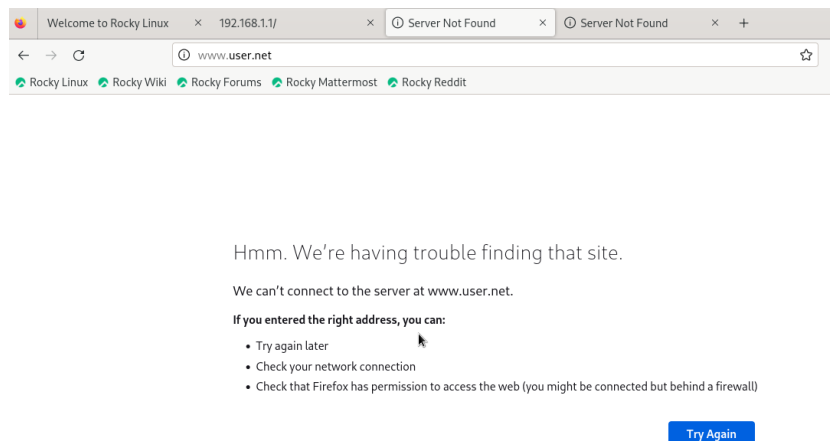 Welcome to Rocky Linux × 192.168.1.1/ × Server Not Found × Server Not Found × +
www.user.net
Rocky Linux Rocky Wiki Rocky Forums Rocky Mattermost Rocky Reddit
Hmm. We're having trouble finding that site.
We can't connect to the server at www.user.net.
If you entered the right address, you can:
• Try again later
• Check your network connection
• Check that Firefox has permission to access the web (you might be connected but behind a firewall)
Try Again